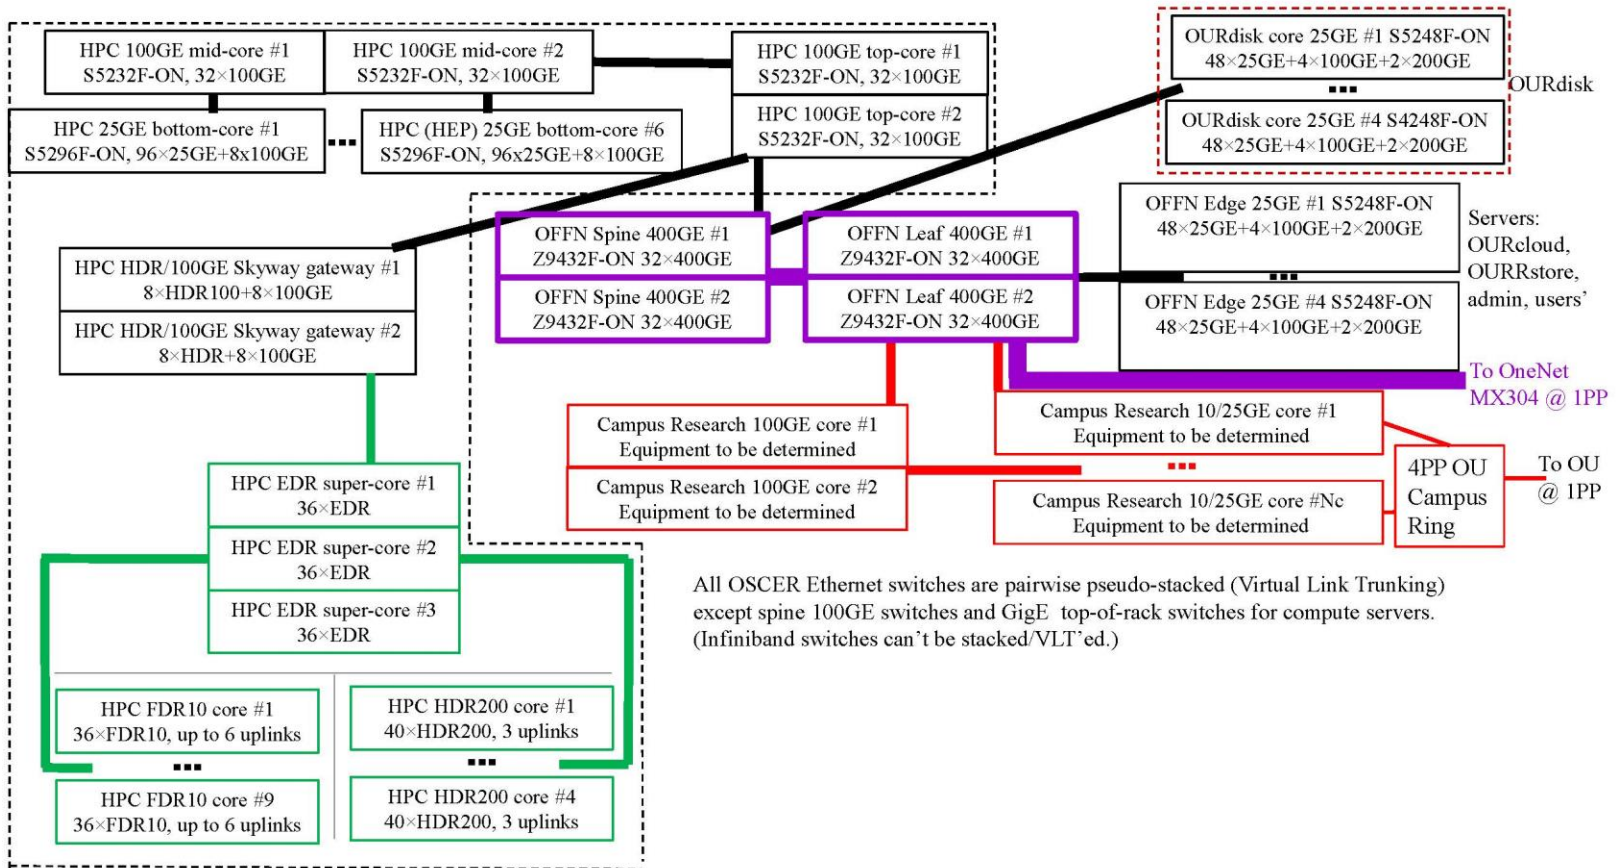 HPC 100GE mid-core #1
S5232F-ON, 32×100GE
HPC 100GE mid-core #2
S5232F-ON, 32×100GE
HPC 100GE top-core #1
S5232F-ON, 32×100GE
HPC 100GE top-core #2
S5232F-ON, 32×100GE
OURdisk core 25GE #1 S5248F-ON
48×25GE+4×100GE+2×200GE
OURdisk core 25GE #4 S4248F-ON
48×25GE+4×100GE+2×200GE
OURdisk
HPC 25GE bottom-core #1
S5296F-ON, 96×25GE+8x100GE
HPC (HEP) 25GE bottom-core #6
S5296F-ON, 96x25GE+8×100GE
OFFN Spine 400GE #1
Z9432F-ON 32×400GE
OFFN Spine 400GE #2
Z9432F-ON 32×400GE
OFFN Leaf 400GE #1
Z9432F-ON 32×400GE
OFFN Leaf 400GE #2
Z9432F-ON 32×400GE
OFFN Edge 25GE #1 S5248F-ON
48×25GE+4×100GE+2×200GE
OFFN Edge 25GE #4 S5248F-ON
48×25GE+4×100GE+2×200GE
Servers:
OURcloud,
OURRstore,
admin, users’
HPC HDR/100GE Skyway gateway #1
8×HDR100+8×100GE
HPC HDR/100GE Skyway gateway #2
8×HDR+8×100GE
To OneNet
MX304 @ 1PP
Campus Research 100GE core #1
Equipment to be determined
Campus Research 100GE core #2
Equipment to be determined
Campus Research 10/25GE core #1
Equipment to be determined
Campus Research 10/25GE core #Nc
Equipment to be determined
4PP OU
Campus
Ring
To OU
@ 1PP
HPC EDR super-core #1
36×EDR
HPC EDR super-core #2
36×EDR
HPC EDR super-core #3
36×EDR
All OSCER Ethernet switches are pairwise pseudo-stacked (Virtual Link Trunking)
except spine 100GE switches and GigE top-of-rack switches for compute servers.
(Infiniband switches can’t be stacked/VLT’ed.)
HPC FDR10 core #1
36×FDR10, up to 6 uplinks
HPC FDR10 core #9
36×FDR10, up to 6 uplinks
HPC HDR200 core #1
40×HDR200, 3 uplinks
HPC HDR200 core #4
40×HDR200, 3 uplinks